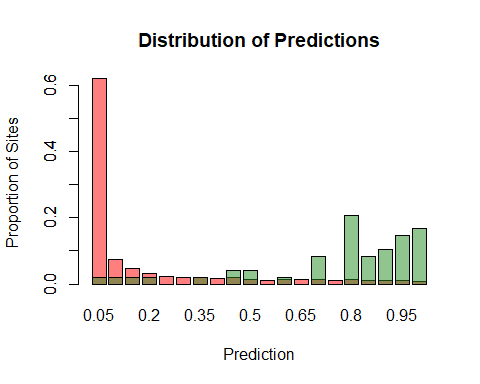 Distribution of Predictions
Proportion of Sites
0.6
0.4
0.2
0.0
0.05 0.2 0.35 0.5 0.65 0.8 0.95
Prediction